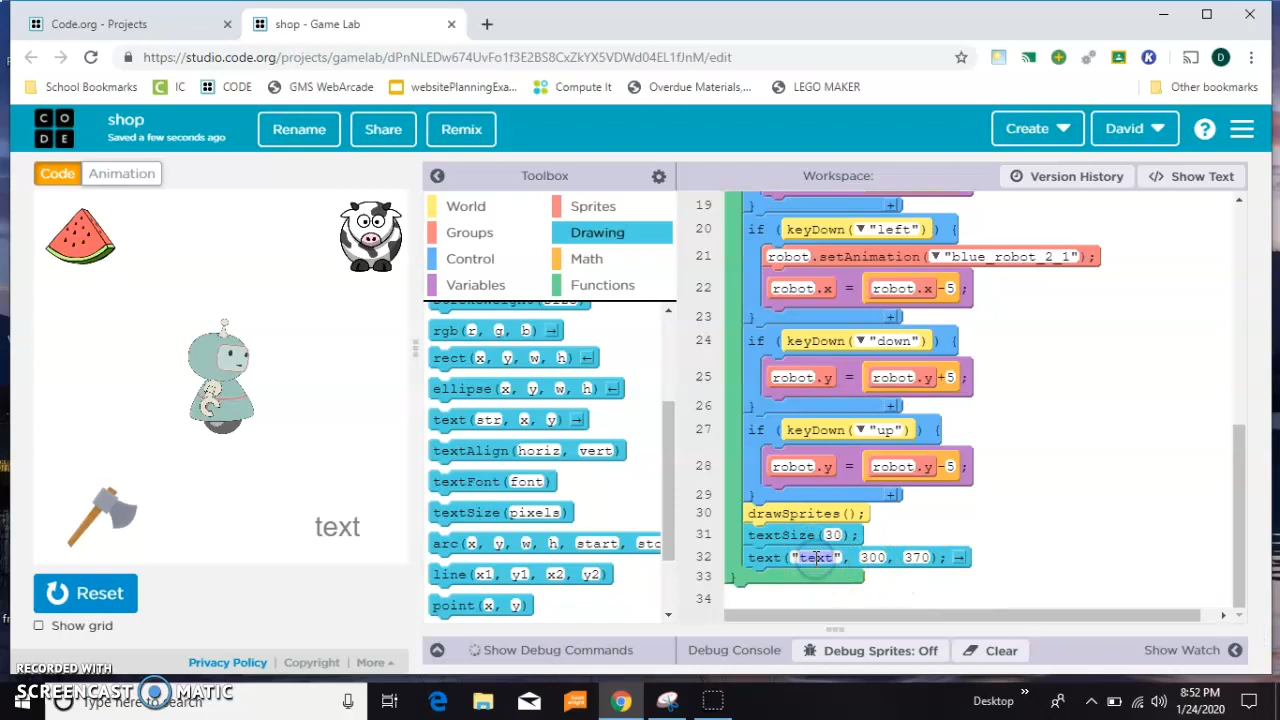 Code.org - Projects
shop - Game Lab
https://studio.code.org/projects/gamelab/dPnNLEDw674UvFo1f3E2BS8CxZkYX5VDWd04EL1fJnM/edit
D
School Bookmarks
IC
CODE
GMS WebArcade
websitePlanningExa...
Compute It
Overdue Materials,...
LEGO MAKER
Other bookmarks
CODE
shop
Saved a few seconds ago
Rename
Share
Remix
Create
David
?
Code
Animation
Toolbox
Workspace:
Version History
</> Show Text
World
Sprites
Groups
Drawing
Control
Math
Variables
Functions
rgb(r, g, b)
rect(x, y, w, h)
ellipse(x, y, w, h)
text(str, x, y)
textAlign(horiz, vert)
textFont(font)
textSize(pixels)
arc(x, y, w, h, start, sto
line(x1, y1, x2, y2)
point(x, y)
19 }
20 if (keyDown("left")) {
21 robot.setAnimation("blue_robot_2_1");
22 robot.x = robot.x-5;
23 }
24 if (keyDown("down")) {
25 robot.y = robot.y+5;
26 }
27 if (keyDown("up")) {
28 robot.y = robot.y-5;
29 }
30 drawSprites();
31 textSize(30);
32 text("text", 300, 370);
33 }
34
text
Reset
Show grid
Privacy Policy | Copyright | More
Show Debug Commands
Debug Console
Debug Sprites: Off
Clear
Show Watch
RECORDED WITH
SCREENCAST MATIC
Type here to search
Desktop
8:52 PM
1/24/2020